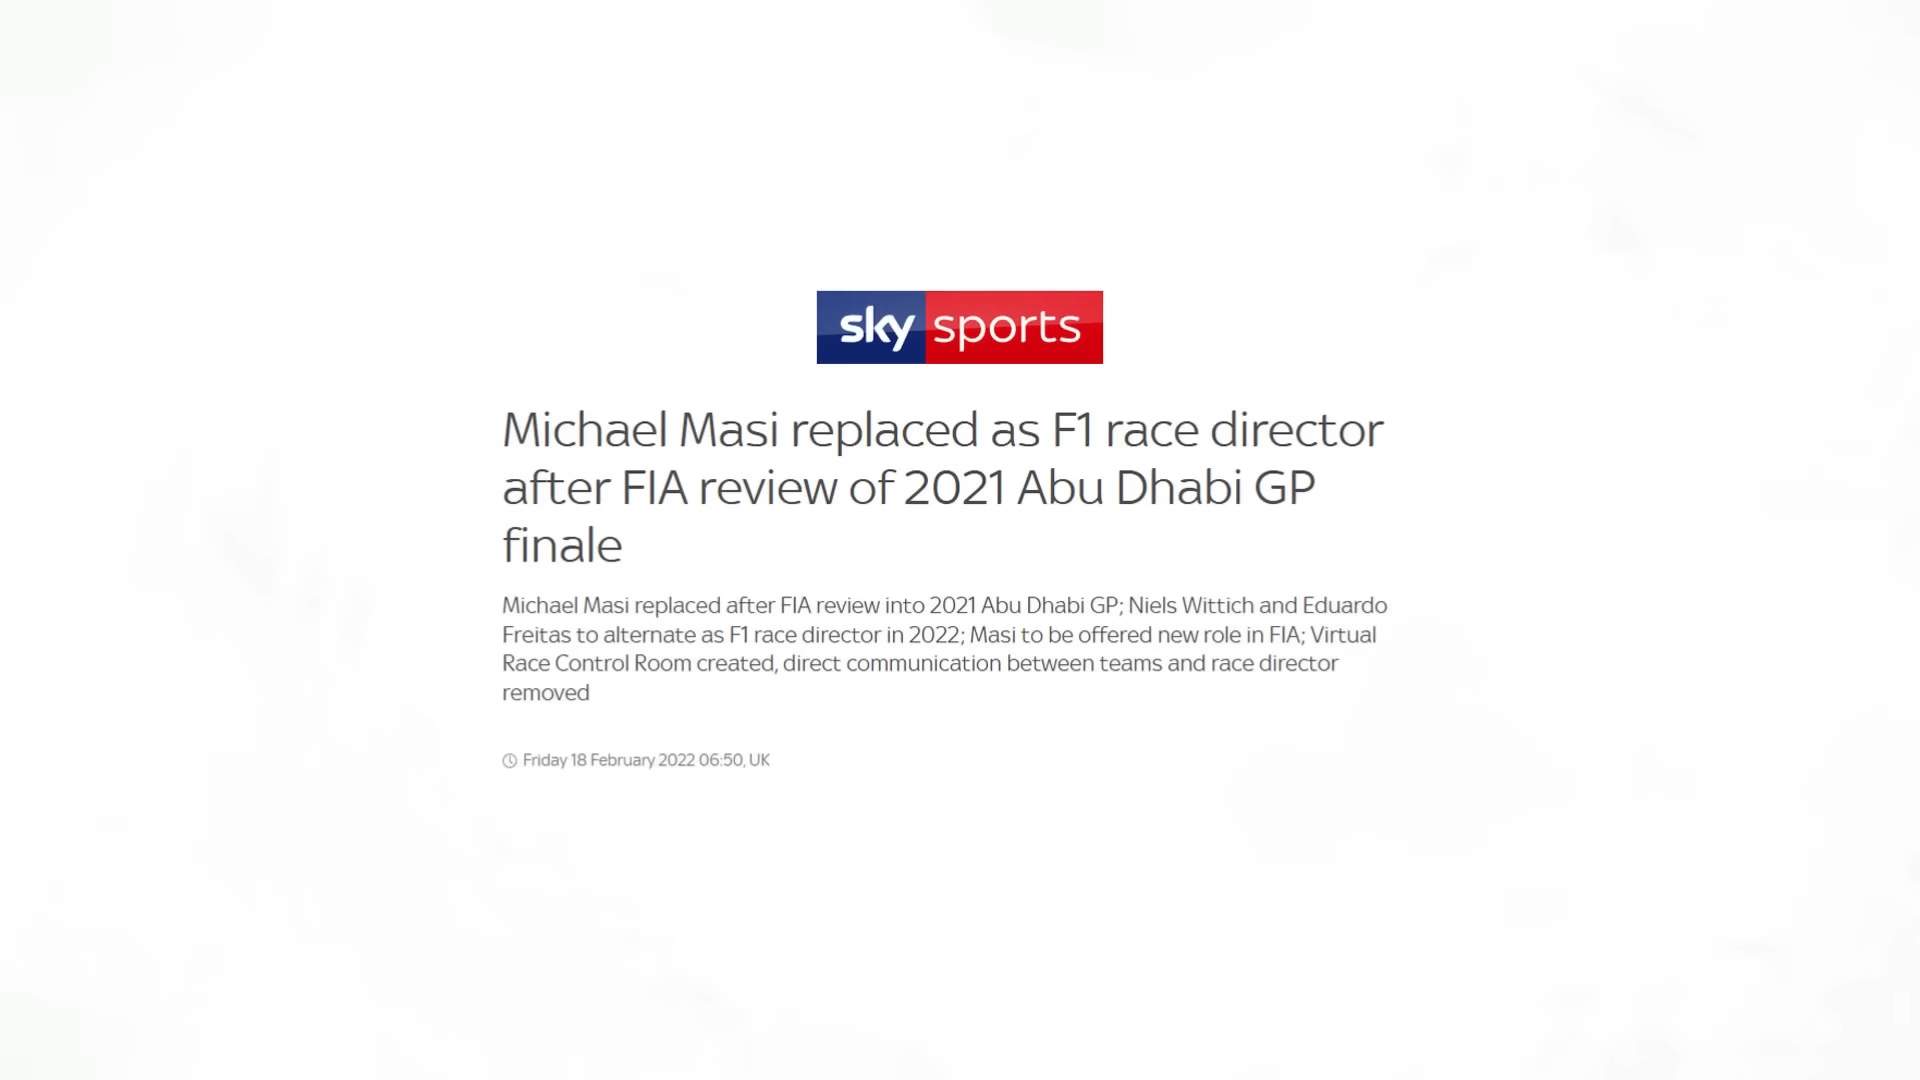 sky sports
Michael Masi replaced as F1 race director
after FIA review of 2021 Abu Dhabi GP
finale
Michael Masi replaced after FIA review into 2021 Abu Dhabi GP; Niels Wittich and Eduardo
Freitas to alternate as F1 race director in 2022; Masi to be offered new role in FIA; Virtual
Race Control Room created, direct communication between teams and race director
removed
Friday 18 February 2022 06:50, UK